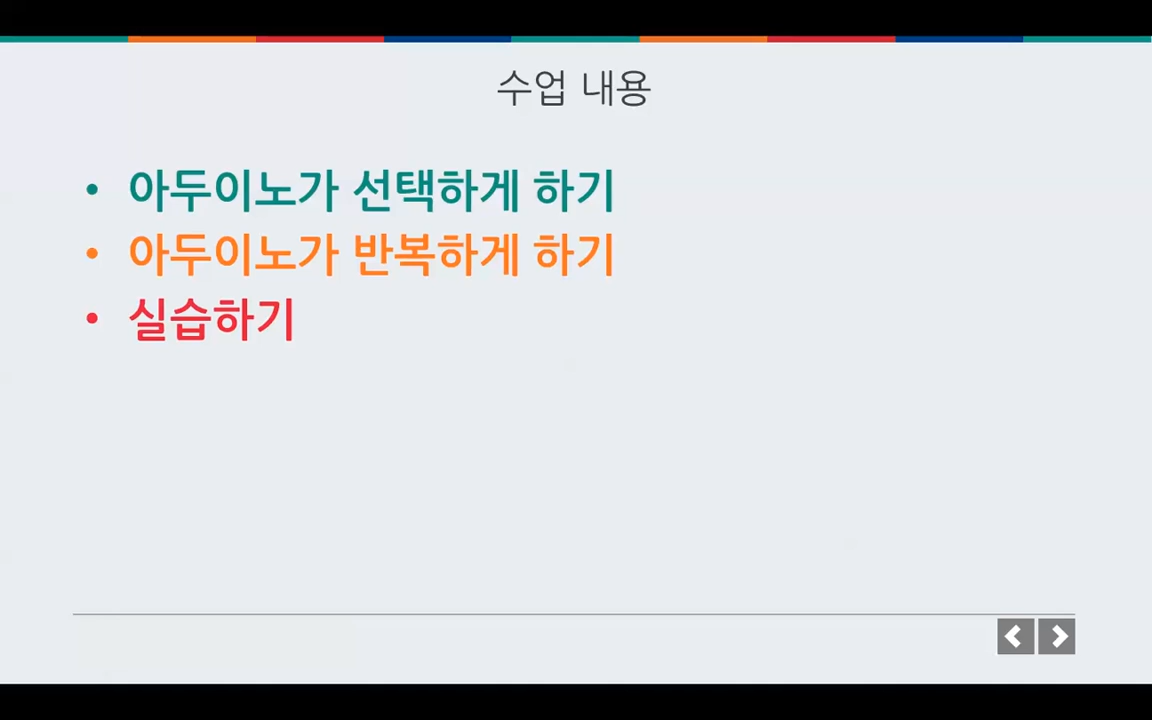 수업 내용
• 아두이노가 선택하게 하기
• 아두이노가 반복하게 하기
• 실습하기